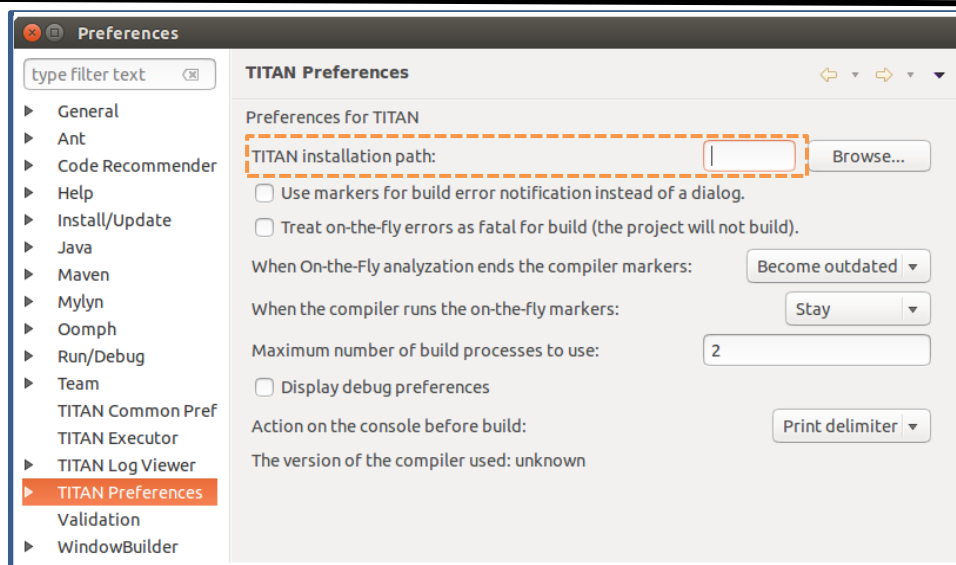 Preferences
type filter text
General
Ant
Code Recommender
Help
Install/Update
Java
Maven
Mylyn
Oomph
Run/Debug
Team
TITAN Common Pref
TITAN Executor
TITAN Log Viewer
TITAN Preferences
Validation
WindowBuilder
TITAN Preferences
Preferences for TITAN
TITAN installation path: Browse...
Use markers for build error notification instead of a dialog.
Treat on-the-fly errors as fatal for build (the project will not build).
When On-the-Fly analyzation ends the compiler markers: Become outdated
When the compiler runs the on-the-fly markers: Stay
Maximum number of build processes to use: 2
Display debug preferences
Action on the console before build: Print delimiter
The version of the compiler used: unknown